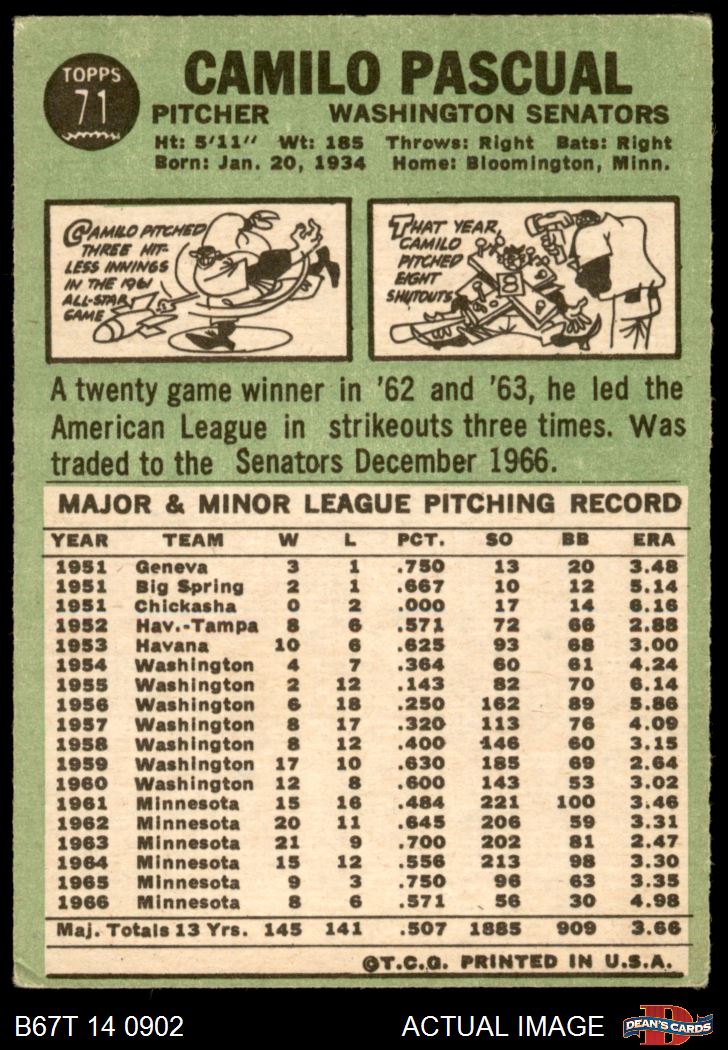 TOPPS
71
CAMILO PASCUAL
PITCHER WASHINGTON SENATORS
Ht: 5'11" Wt: 185 Throws: Right Bats: Right
Born: Jan. 20, 1934 Home: Bloomington, Minn.
CAMILO PITCHED
THREE HIT-
LESS INNINGS
IN THE 1961
ALL-STAR
GAME
THAT YEAR,
CAMILO
PITCHED
EIGHT
SHUTOUTS
8
A twenty game winner in '62 and '63, he led the
American League in strikeouts three times. Was
traded to the Senators December 1966.
MAJOR & MINOR LEAGUE PITCHING RECORD
YEAR TEAM W L PCT. SO BB ERA
1951 Geneva 3 1 .750 13 20 3.48
1951 Big Spring 2 1 .667 10 12 5.14
1951 Chickasha 0 2 .000 17 14 6.16
1952 Hav.-Tampa 8 6 .571 72 66 2.88
1953 Havana 10 6 .625 93 68 3.00
1954 Washington 4 7 .364 60 61 4.24
1955 Washington 2 12 .143 82 70 6.14
1956 Washington 6 18 .250 162 89 5.86
1957 Washington 8 17 .320 113 76 4.09
1958 Washington 8 12 .400 146 60 3.15
1959 Washington 17 10 .630 185 69 2.64
1960 Washington 12 8 .600 143 53 3.02
1961 Minnesota 15 16 .484 221 100 3.46
1962 Minnesota 20 11 .645 206 59 3.31
1963 Minnesota 21 9 .700 202 81 2.47
1964 Minnesota 15 12 .556 213 98 3.30
1965 Minnesota 9 3 .750 96 63 3.35
1966 Minnesota 8 6 .571 56 30 4.98
Maj. Totals 13 Yrs. 145 141 .507 1885 909 3.66
©T.C.G. PRINTED IN U.S.A.
B67T 14 0902 ACTUAL IMAGE
D
DEAN'S CARDS